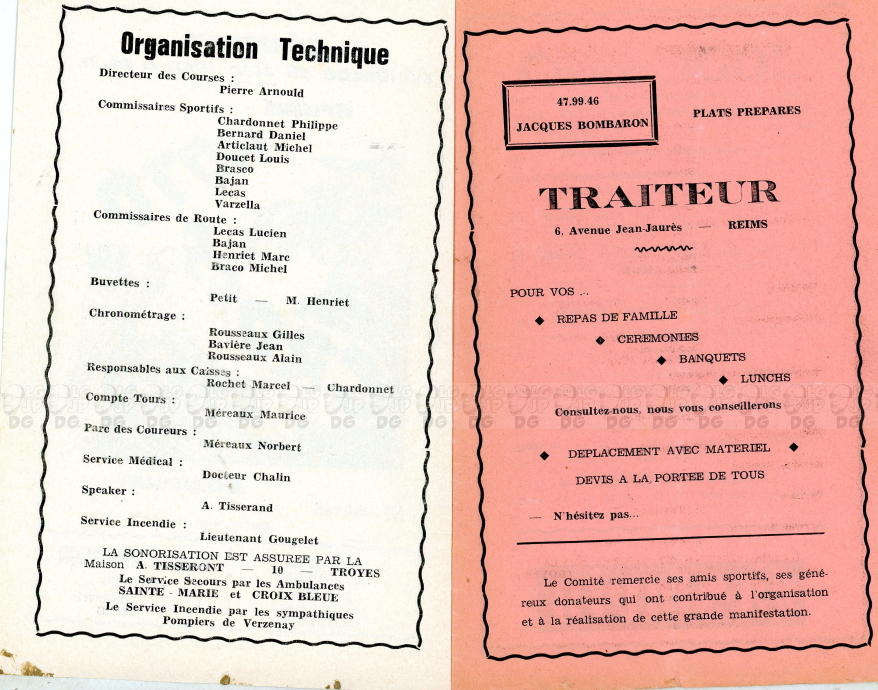 Organisation Technique
Directeur des Courses :
Pierre Arnould
Commissaires Sportifs :
Chardonnet Philippe
Bernard Daniel
Articlaut Michel
Doucet Louis
Brasco
Bajan
Lecas
Varzella
Commissaires de Route :
Lecas Lucien
Bajan
Henriet Marc
Braco Michel
Buvettes :
Petit — M. Henriet
Chronométrage :
Rousseaux Gilles
Bavière Jean
Rousseaux Alain
Responsables aux Caisses :
Rochet Marcel — Chardonnet
Compte Tours :
Méreaux Maurice
Parc des Coureurs :
Méreaux Norbert
Service Médical :
Docteur Chalin
Speaker :
A. Tisserand
Service Incendie :
Lieutenant Gougelet
LA SONORISATION EST ASSUREE PAR LA
Maison A. TISSERONT — 10 — TROYES
Le Service Secours par les Ambulances
SAINTE - MARIE et CROIX BLEUE
Le Service Incendie par les sympathiques
Pompiers de Verzenay
47.99.46
JACQUES BOMBARON
PLATS PREPARES
TRAITEUR
6, Avenue Jean-Jaurès — REIMS
POUR VOS ...
◆ REPAS DE FAMILLE
◆ CEREMONIES
◆ BANQUETS
◆ LUNCHS
Consultez-nous, nous vous conseillerons
◆ DEPLACEMENT AVEC MATERIEL ◆
DEVIS A LA PORTEE DE TOUS
— N'hésitez pas...
Le Comité remercie ses amis sportifs, ses géné-
reux donateurs qui ont contribué à l'organisation
et à la réalisation de cette grande manifestation.